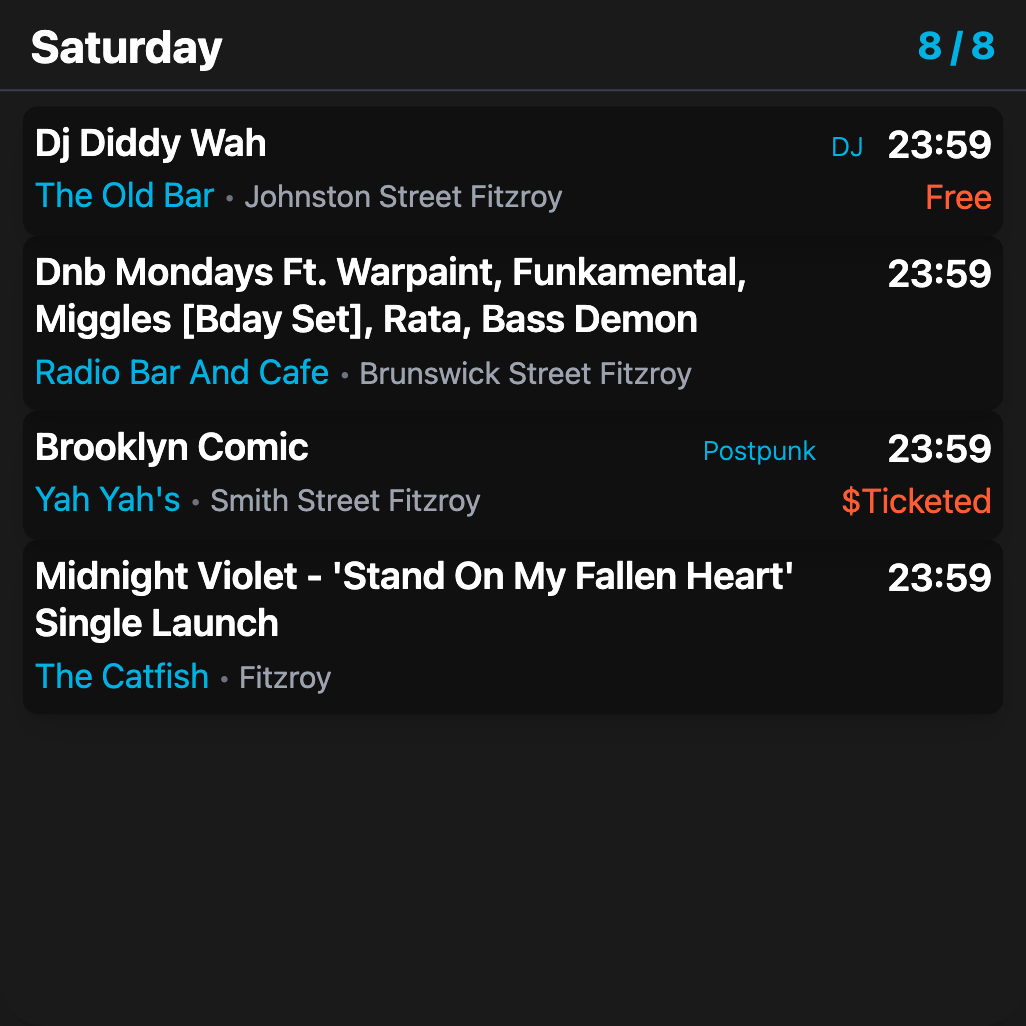 Saturday 8 / 8
Dj Diddy Wah DJ 23:59
The Old Bar • Johnston Street Fitzroy Free
Dnb Mondays Ft. Warpaint, Funkamental, 23:59
Miggles [Bday Set], Rata, Bass Demon
Radio Bar And Cafe • Brunswick Street Fitzroy
Brooklyn Comic Postpunk 23:59
Yah Yah's • Smith Street Fitzroy $Ticketed
Midnight Violet - 'Stand On My Fallen Heart' 23:59
Single Launch
The Catfish • Fitzroy